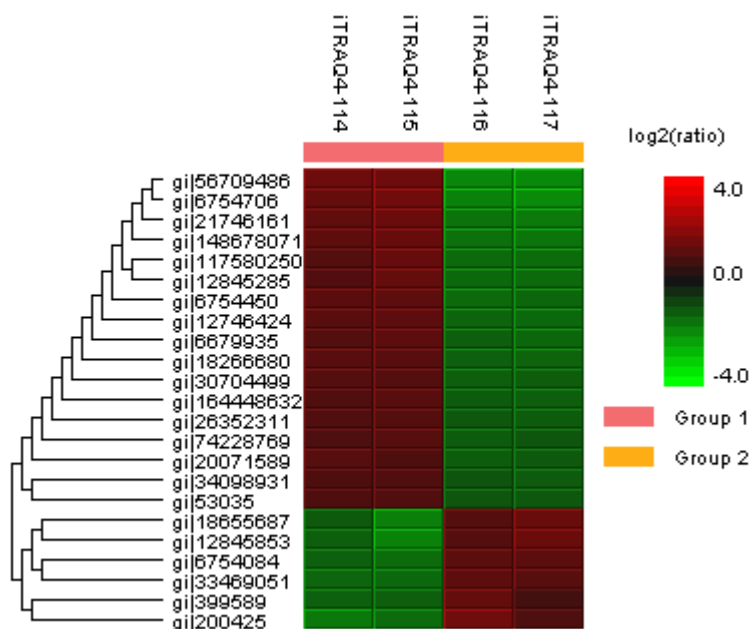 iTRAQ4-114
iTRAQ4-115
iTRAQ4-116
iTRAQ4-117
log2(ratio)
4.0
0.0
-4.0
Group 1
Group 2
gi|56709486
gi|6754706
gi|21746161
gi|148678071
gi|117580250
gi|12845285
gi|6754450
gi|12746424
gi|6679935
gi|18266680
gi|30704499
gi|164448632
gi|26352311
gi|74228769
gi|20071589
gi|34098931
gi|53035
gi|18655687
gi|12845853
gi|6754084
gi|33469051
gi|399589
gi|200425